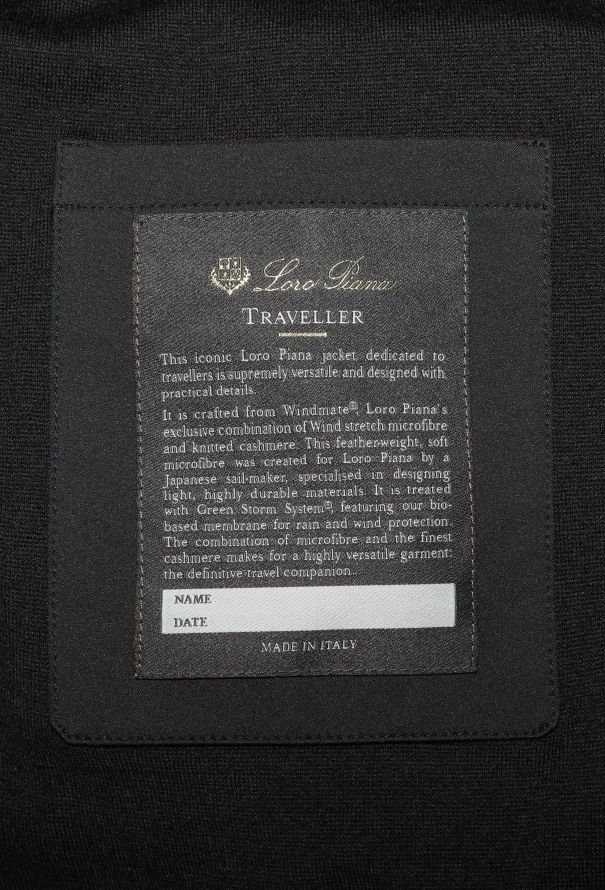 Loro Piana
TRAVELLER
This iconic Loro Piana jacket dedicated to
travellers is supremely versatile and designed with
practical details.
It is crafted from Windmate®, Loro Piana's
exclusive combination of Wind stretch microfibre
and knitted cashmere. This feather-weight, soft
microfibre was created for Loro Piana by a
Japanese sail-maker, specialised in designing
light, highly durable materials. It is treated
with Green Storm System®, featuring our bio-
based membrane for rain and wind protection.
The combination of microfibre and the finest
cashmere makes for a highly versatile garment:
the definitive travel companion.
NAME
DATE
MADE IN ITALY